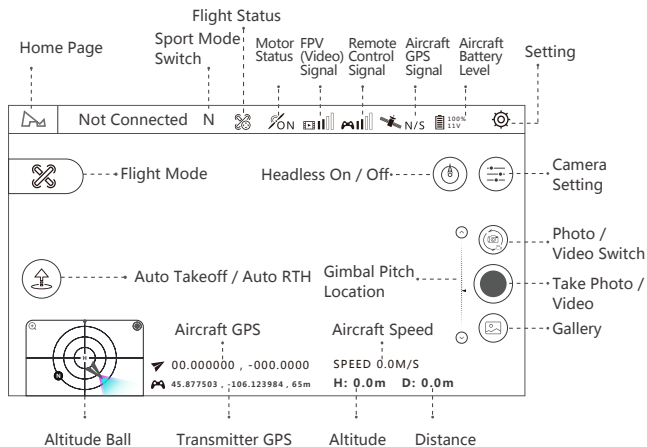 Flight Status
Home Page
Sport Mode
Switch
Motor
Status
FPV
(Video)
Signal
Remote
Control
Signal
Aircraft
GPS
Signal
Aircraft
Battery
Level
Setting
Not Connected N ON N/S 100%
11V
Flight Mode
Headless On / Off
Camera
Setting
Photo /
Video Switch
Auto Takeoff / Auto RTH
Gimbal Pitch
Location
Take Photo /
Video
Gallery
Aircraft GPS
Aircraft Speed
H
N
00.000000 , -000.0000
SPEED 0.0M/S
45.877503 , -106.123984 , 65m
H: 0.0m D: 0.0m
Altitude Ball
Transmitter GPS
Altitude
Distance